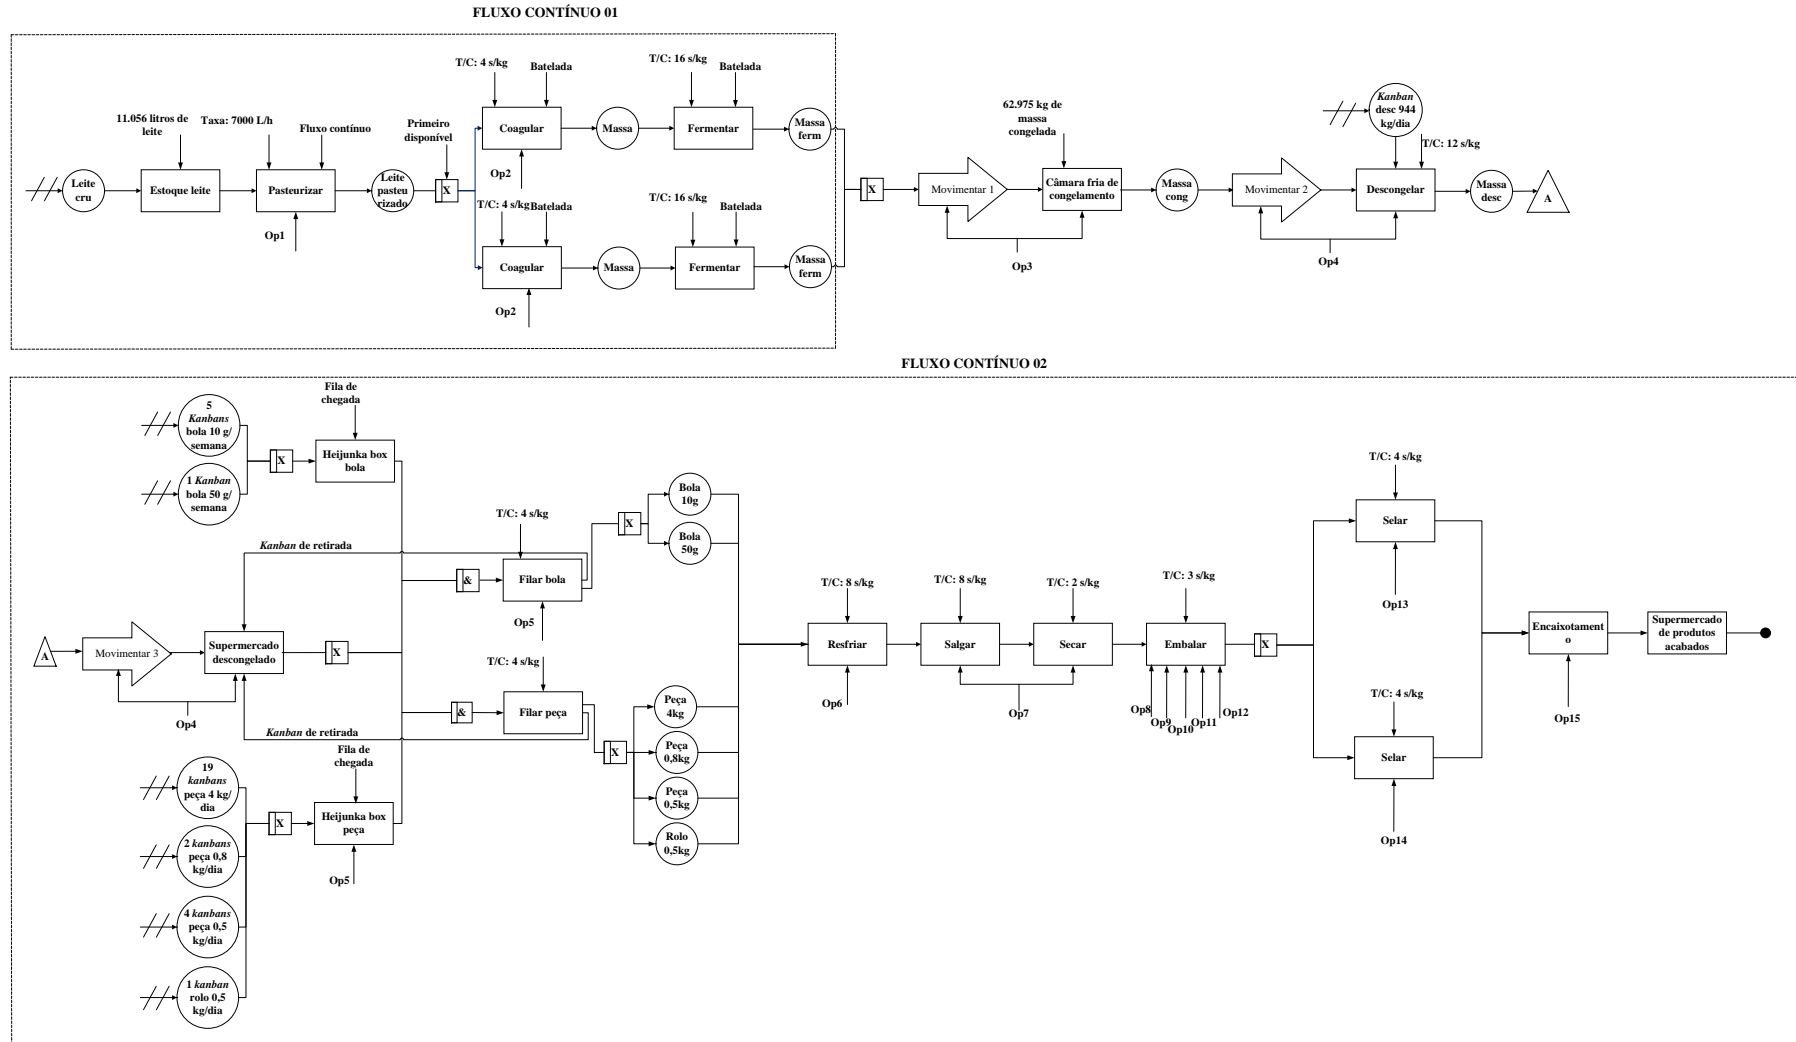 FLUXO CONTÍNUO 01
T/C: 4 s/kg
Batelada
T/C: 16 s/kg
Batelada
11.056 litros de
leite
Taxa: 7000 L/h
Fluxo contínuo
Primeiro
disponível
Coagular
Massa
Fermentar
Massa
ferm
Op2
Leite
cru
Estoque leite
Pasteurizar
Leite
pasteu
rizado
X
Op1
T/C: 4 s/kg
Batelada
T/C: 16 s/kg
Batelada
Coagular
Massa
Fermentar
Massa
ferm
Op2
X
Movimentar 1
62.975 kg de
massa
congelada
Câmara fria de
congelamento
Op3
Massa
cong
Movimentar 2
Kanban
desc 944
kg/dia
T/C: 12 s/kg
Descongelar
Op4
Massa
desc
A
FLUXO CONTÍNUO 02
5
Kanbans
bola 10 g/
semana
1 Kanban
bola 50 g/
semana
X
Fila de
chegada
Heijunka box
bola
Kanban de retirada
A
Movimentar 3
Supermercado
descongelado
Op4
X
Kanban de retirada
&
T/C: 4 s/kg
Filar bola
Op5
X
Bola
10g
Bola
50g
&
T/C: 4 s/kg
Filar peça
X
Peça
4kg
Peça
0,8kg
Peça
0,5kg
Rolo
0,5kg
19
kanbans
peça 4 kg/
dia
2 kanbans
peça 0,8
kg/dia
4 kanbans
peça 0,5
kg/dia
1 kanban
rolo 0,5
kg/dia
X
Fila de
chegada
Heijunka box
peça
Op5
T/C: 8 s/kg
Resfriar
Op6
T/C: 8 s/kg
Salgar
T/C: 2 s/kg
Secar
Op7
T/C: 3 s/kg
Embalar
Op8
Op9
Op10
Op11
Op12
X
T/C: 4 s/kg
Selar
Op13
T/C: 4 s/kg
Selar
Op14
Encaixotament
o
Op15
Supermercado
de produtos
acabados